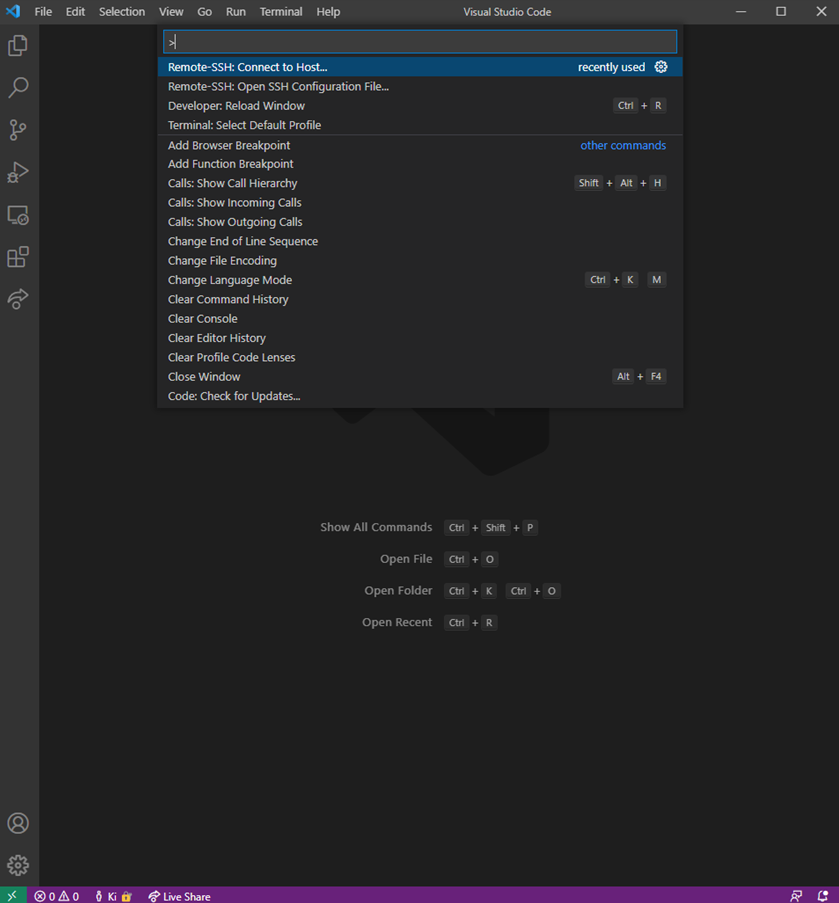 File Edit Selection View Go Run Terminal Help Visual Studio Code
>
Remote-SSH: Connect to Host... recently used
Remote-SSH: Open SSH Configuration File...
Developer: Reload Window Ctrl + R
Terminal: Select Default Profile
Add Browser Breakpoint other commands
Add Function Breakpoint
Calls: Show Call Hierarchy Shift + Alt + H
Calls: Show Incoming Calls
Calls: Show Outgoing Calls
Change End of Line Sequence
Change File Encoding
Change Language Mode Ctrl + K M
Clear Command History
Clear Console
Clear Editor History
Clear Profile Code Lenses
Close Window Alt + F4
Code: Check for Updates...
Show All Commands Ctrl + Shift + P
Open File Ctrl + O
Open Folder Ctrl + K Ctrl + O
Open Recent Ctrl + R
0 0 Ki Live Share